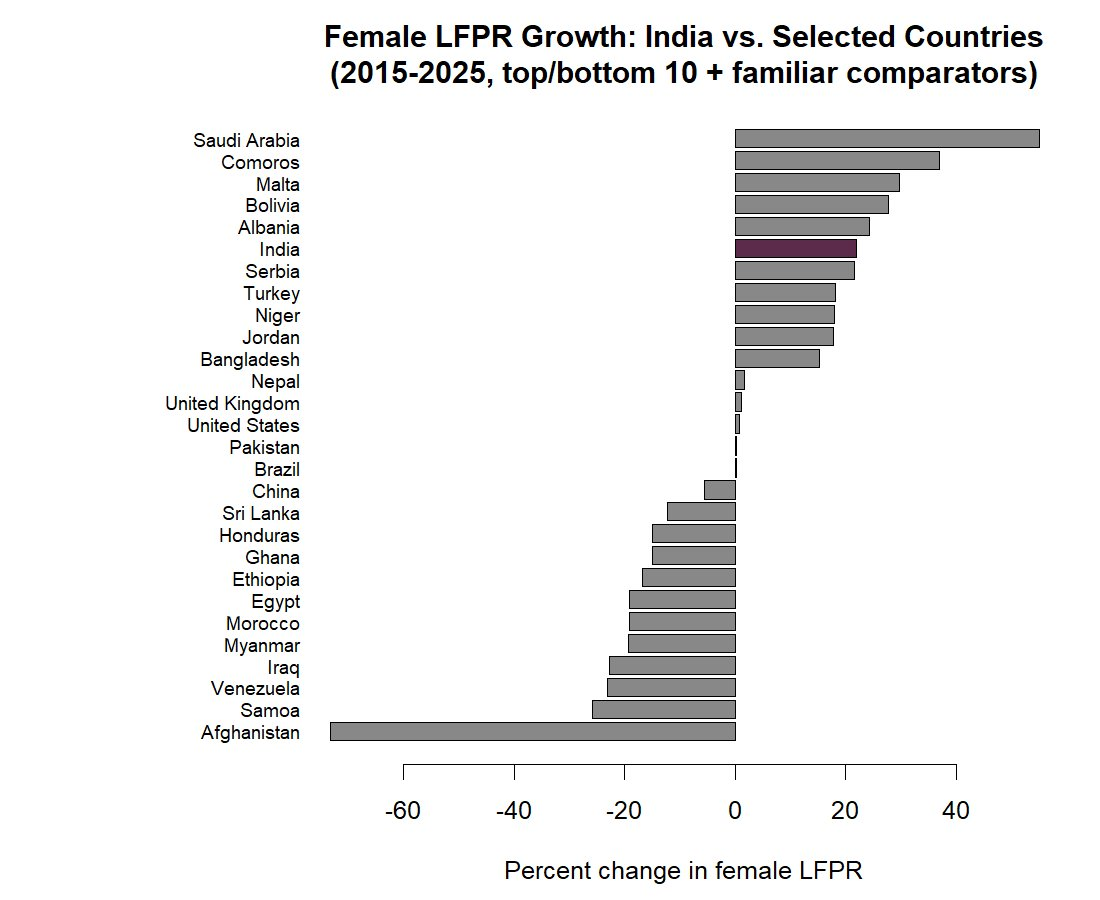 Female LFPR Growth: India vs. Selected Countries
(2015-2025, top/bottom 10 + familiar comparators)
Saudi Arabia
Comoros
Malta
Bolivia
Albania
India
Serbia
Turkey
Niger
Jordan
Bangladesh
Nepal
United Kingdom
United States
Pakistan
Brazil
China
Sri Lanka
Honduras
Ghana
Ethiopia
Egypt
Morocco
Myanmar
Iraq
Venezuela
Samoa
Afghanistan
-60 -40 -20 0 20 40
Percent change in female LFPR